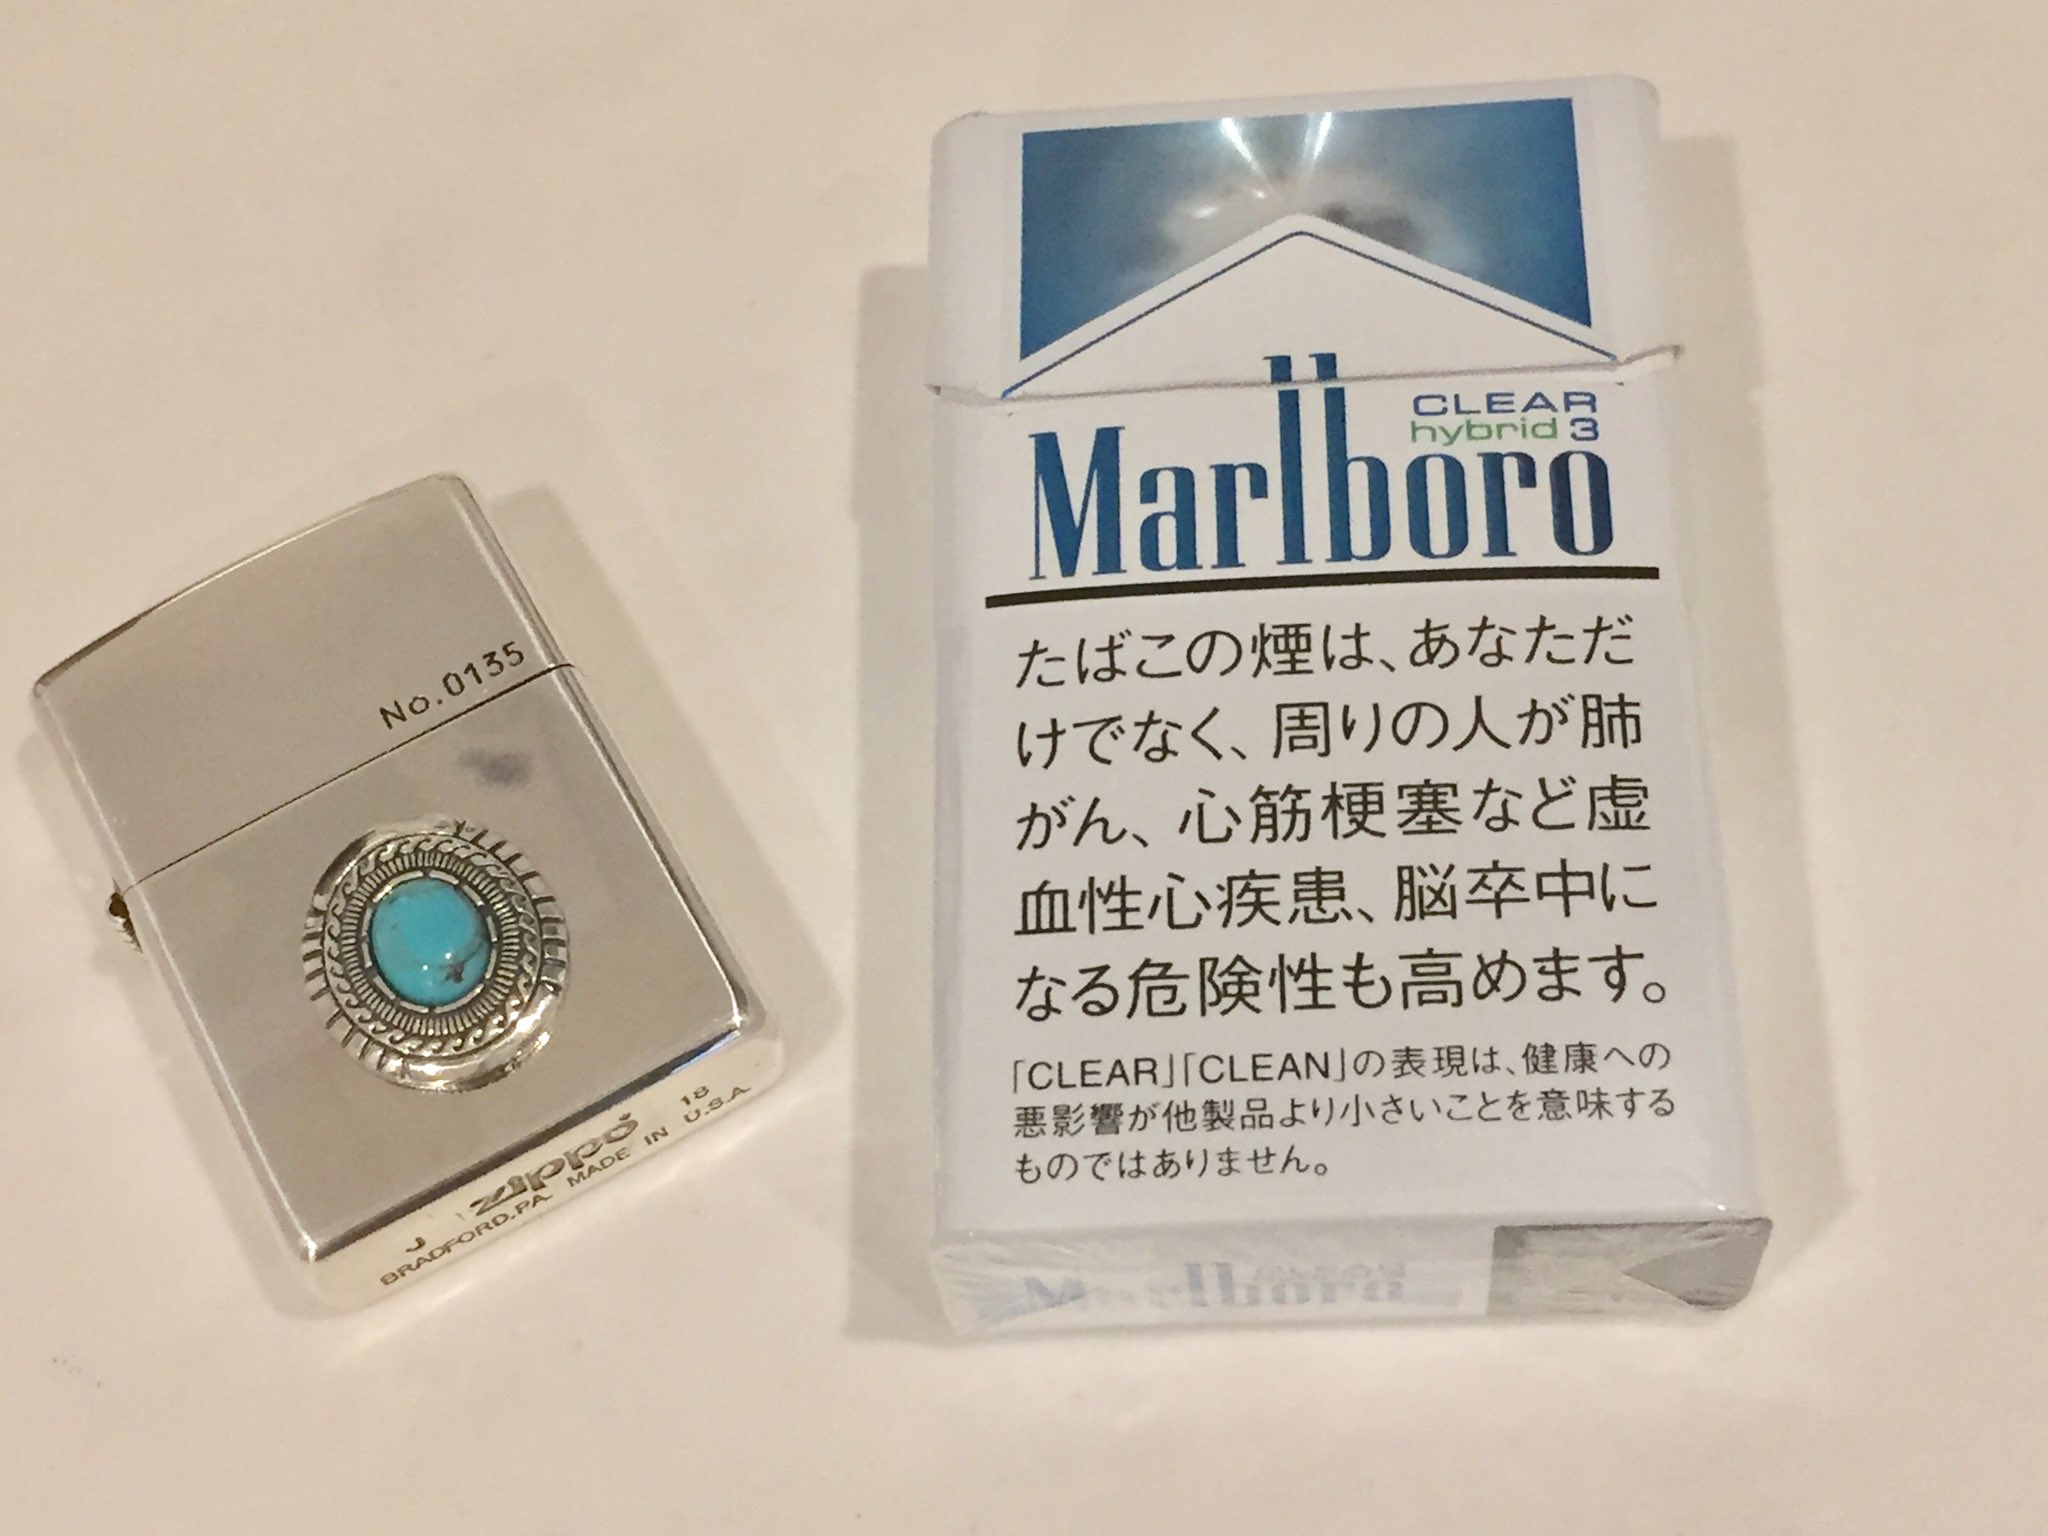 No.0135
J zippo 18
BRADFORD.PA. MADE IN U.S.A.
CLEAR
hybrid 3
Marlboro
たばこの煙は、あなただ
けでなく、周りの人が肺
がん、心筋梗塞など虚
血性心疾患、脳卒中に
なる危険性も高めます。
「CLEAR」「CLEAN」の表現は、健康への
悪影響が他製品より小さいことを意味する
ものではありません。
Marlboro